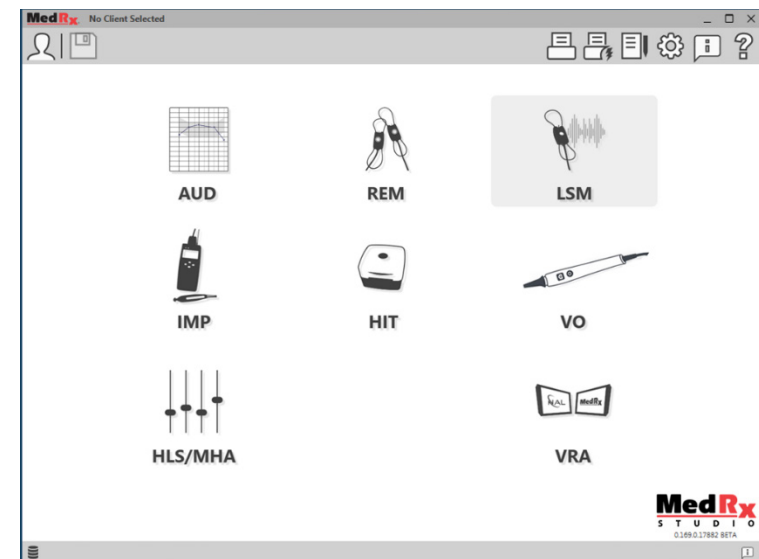 MedRx No Client Selected
AUD
REM
LSM
IMP
HIT
VO
HLS/MHA
NAL MedRx
VRA
MedRx
STUDIO
0.169.0.17882 BETA